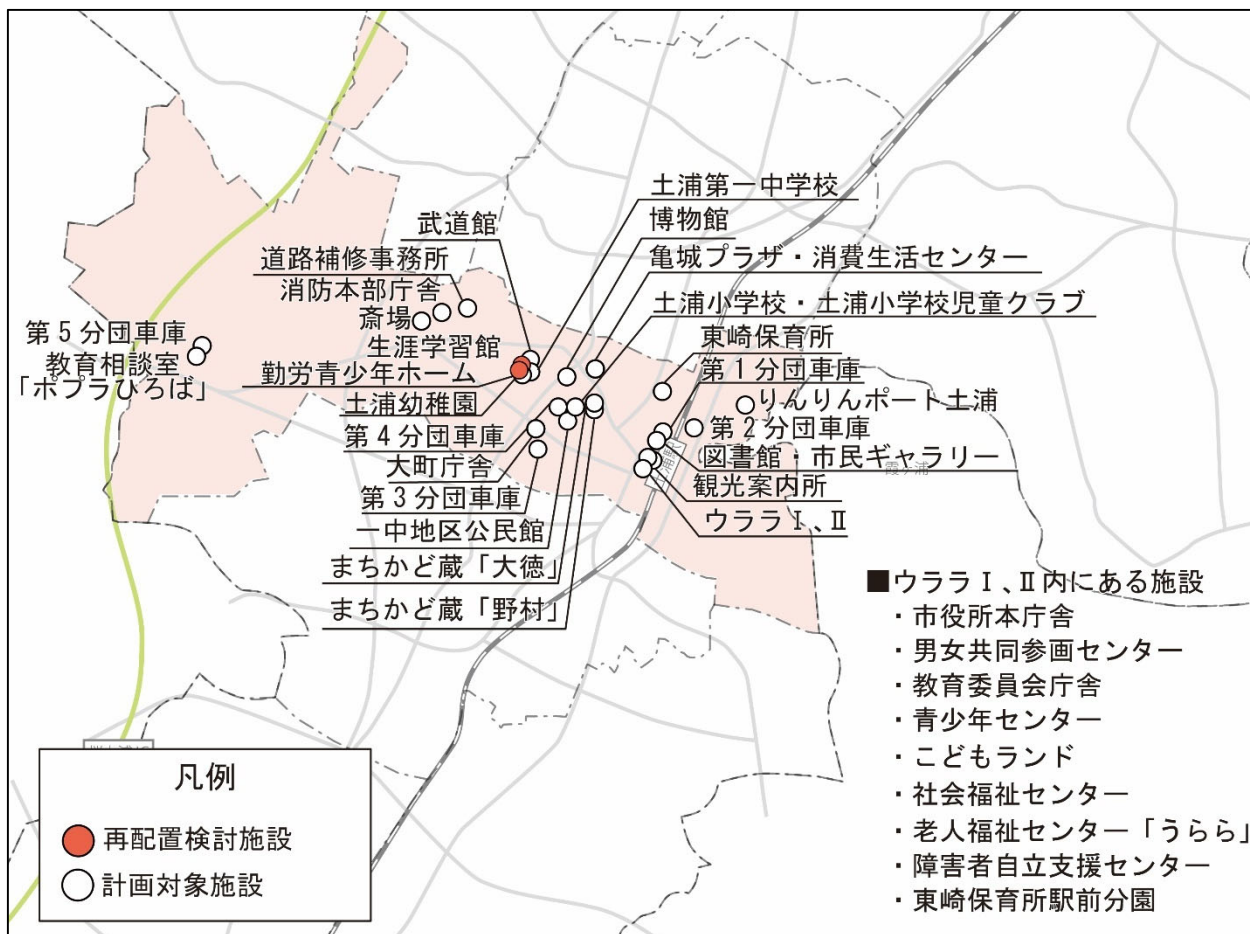 土浦第一中学校
博物館
武道館
亀城プラザ・消費生活センター
道路補修事務所
土浦小学校・土浦小学校児童クラブ
消防本部庁舎
斎場
東崎保育所
第5分団車庫
生涯学習館
第1分団車庫
教育相談室
「ポプラひろば」
勤労青少年ホーム
りんりんポート土浦
土浦幼稚園
第2分団車庫
第4分団車庫
図書館・市民ギャラリー
霞ヶ浦
大町庁舎
観光案内所
第3分団車庫
ウララⅠ、Ⅱ
一中地区公民館
まちかど蔵「大徳」
まちかど蔵「野村」
■ウララⅠ、Ⅱ内にある施設
・市役所本庁舎
・男女共同参画センター
・教育委員会庁舎
・青少年センター
・こどもランド
・社会福祉センター
・老人福祉センター「うらら」
・障害者自立支援センター
・東崎保育所駅前分園
凡例
再配置検討施設
計画対象施設